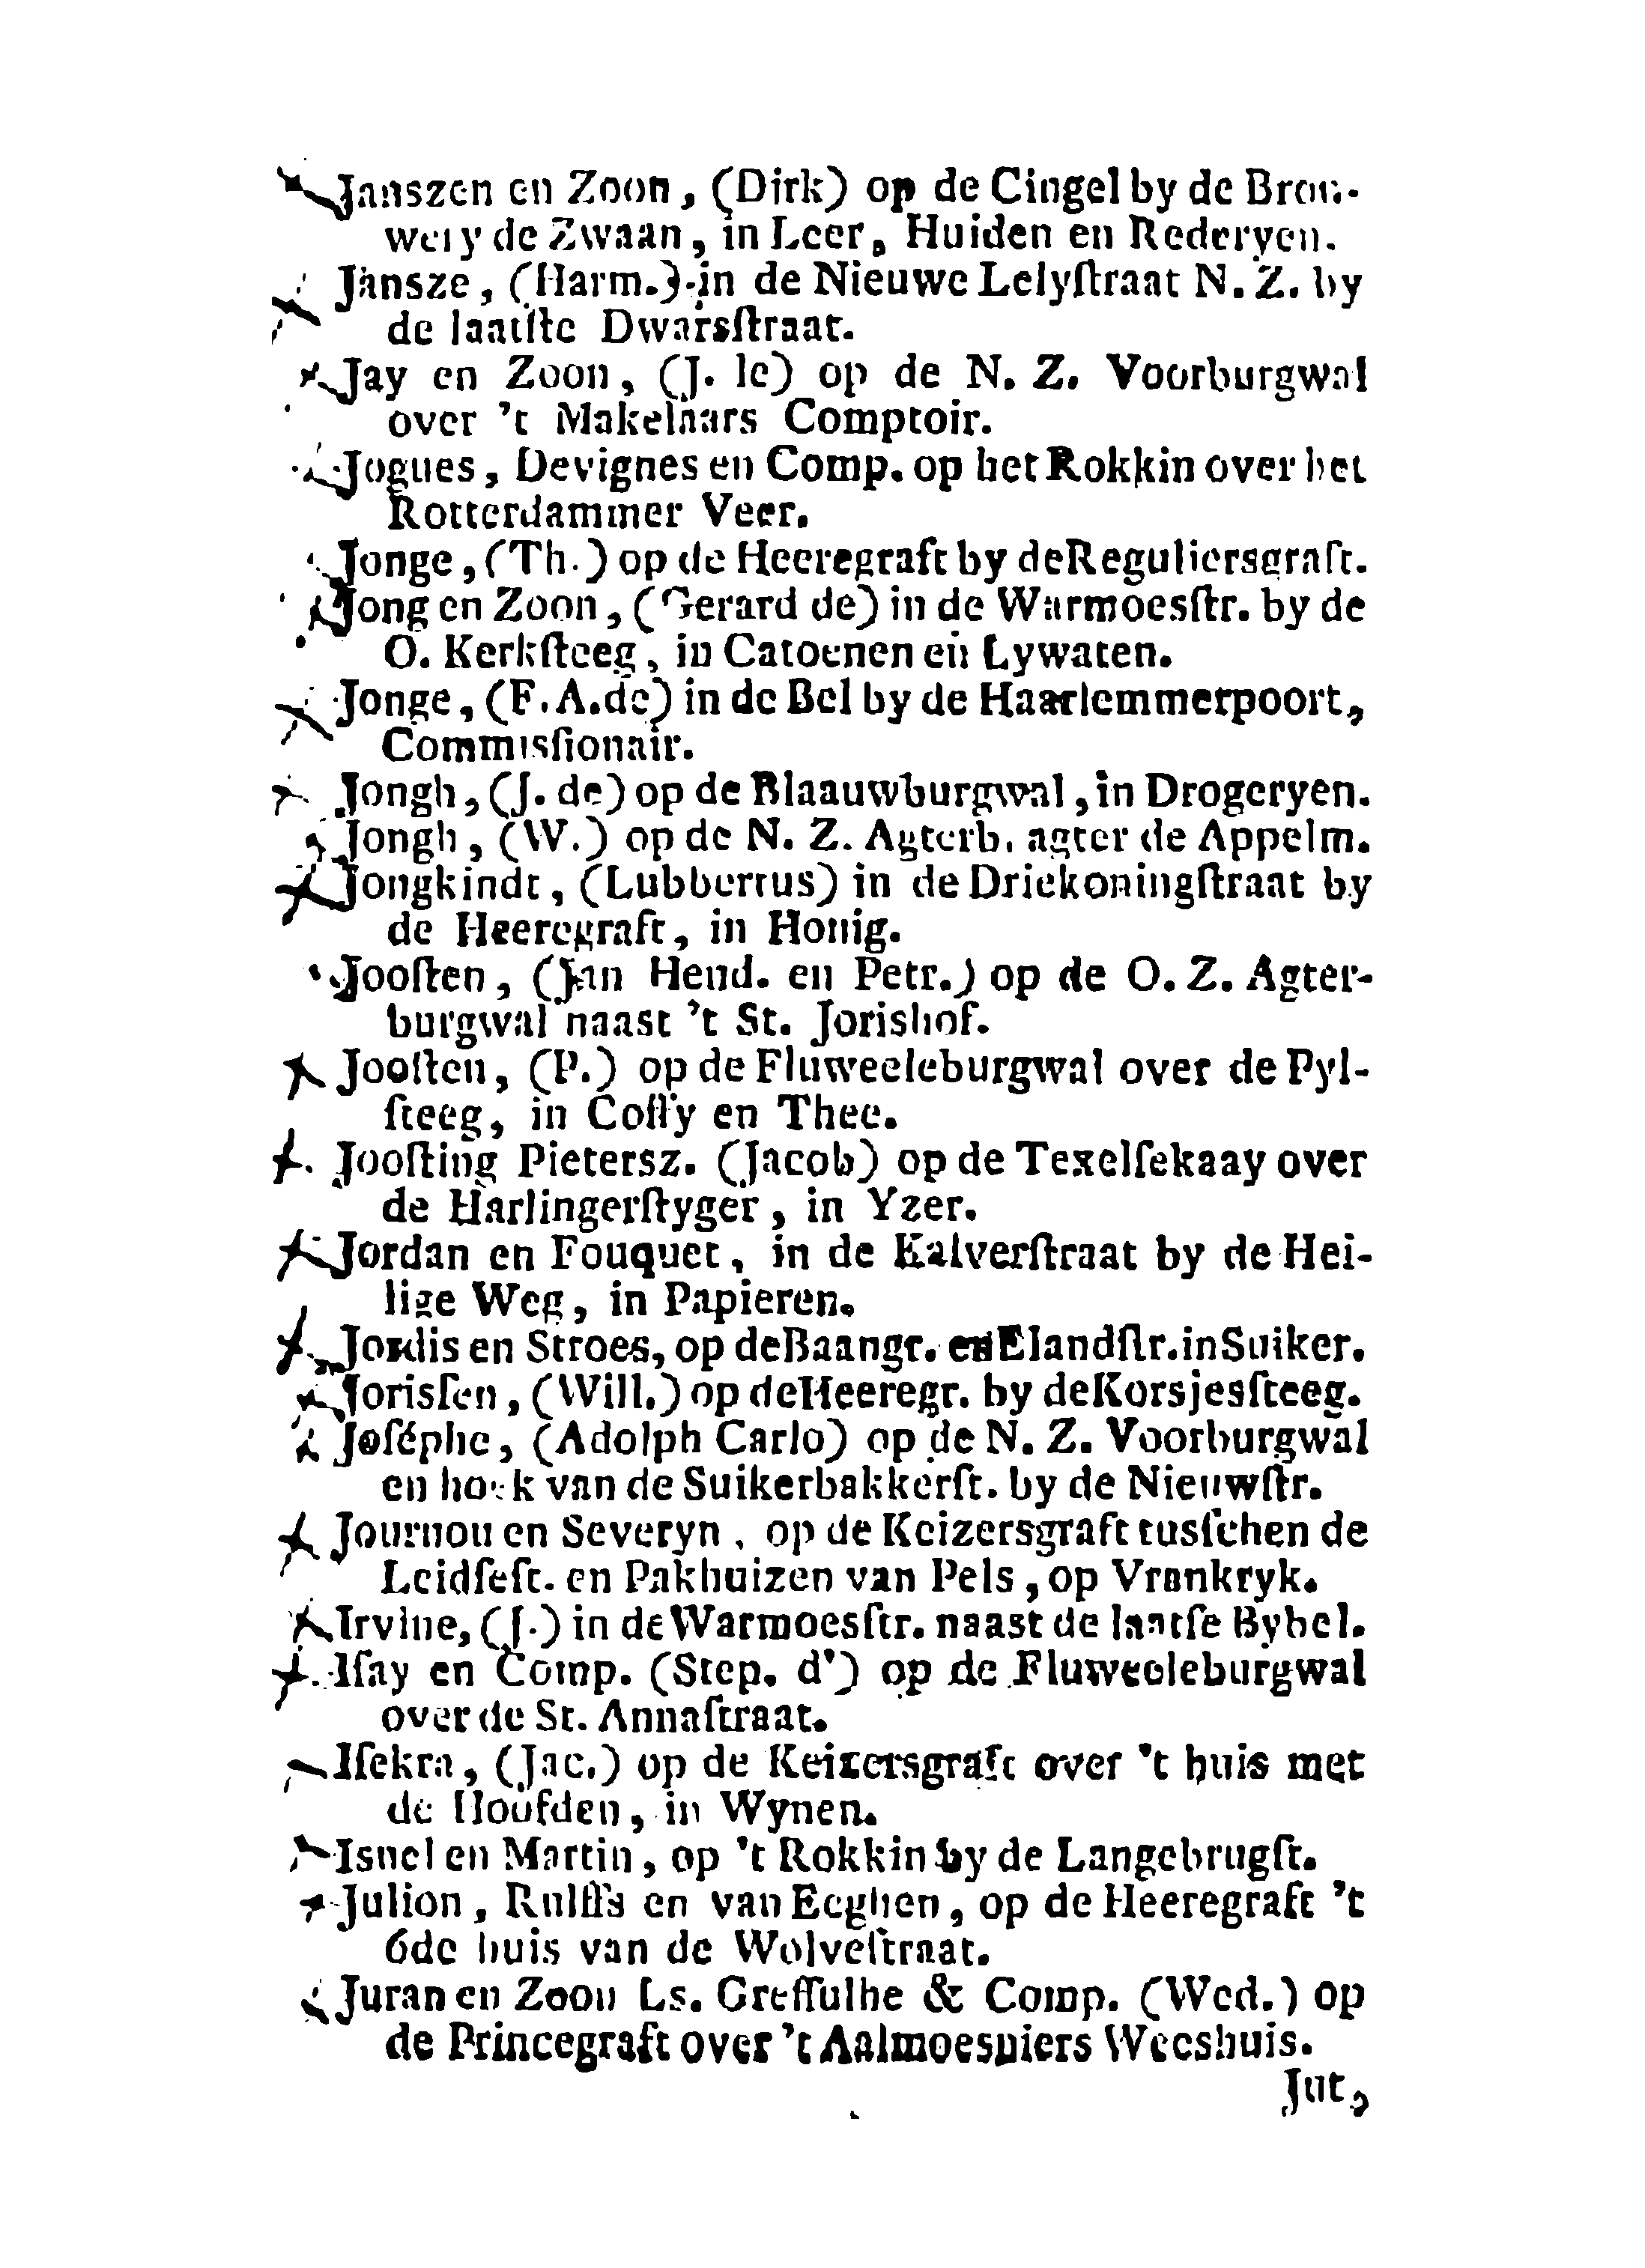 Janszen en Zoon, (Dirk) op de Cingel by de Brou-
wery de Zwaan, in Leer, Huiden en Rederyen.
Jansze, (Harm.) in de Nieuwe Lelyſtraat N. Z. by
de laatſte Dwarsſtraat.
Jay en Zoon, (J. le) op de N. Z. Voorburgwal
over 't Makelaars Comptoir.
Jogues, Devignes en Comp. op het Rokkin over het
Rotterdammer Veer.
Jonge, (Th.) op de Heeregraft by de Reguliersgraft.
Jong en Zoon, (Gerard de) in de Warmoesſtr. by de
O. Kerkſteeg, in Catoenen en Lywaten.
Jonge, (F. A. de) in de Bel by de Haarlemmerpoort,
Commisſionair.
Jongh, (J. de) op de Blaauwburgwal, in Drogeryen.
Jongh, (W.) op de N. Z. Agterb. agter de Appelm.
Jongkindt, (Lubbertus) in de Driekoningſtraat by
de Heeregraft, in Honig.
Jooſten, (Jan Hend. en Petr.) op de O. Z. Agter-
burgwal naast 't St. Jorishof.
Jooſten, (P.) op de Fluweeleburgwal over de Pyl-
ſteeg, in Coffy en Thee.
Jooſting Pietersz. (Jacob) op de Texelſekaay over
de Harlingerſtyger, in Yzer.
Jordan en Fouquet, in de Kalverſtraat by de Hei-
lige Weg, in Papieren.
en Stroes, op de Baangr. en Elandſtr. in Suiker.
Jorisſen, (Will.) op de Heeregr. by de Korsjesſteeg.
Joſéphe, (Adolph Carlo) op de N. Z. Voorburgwal
en hoek van de Suikerbakkerſt. by de Nieuwſtr.
Journou en Severyn, op de Keizersgraft tusſchen de
Leidſeſt. en Pakhuizen van Pels, op Vrankryk.
Irvine, (J.) in de Warmoesſtr. naast de laatſe Bybel.
Iſay en Comp. (Step. d') op de Fluweeleburgwal
over de St. Annaſtraat.
Iſekra, (Jac.) op de Keizersgraft over 't huis met
de Hoofden, in Wynen.
Isnel en Martin, op 't Rokkin by de Langebrugſt.
Julion, Rulffs en van Eeghen, op de Heeregraft 't
6de huis van de Wolveſtraat.
Juran en Zoon Ls. Greffulhe & Comp. (Wed.) op
de Princegraft over 't Aalmoesniers Weeshuis.
Jut,